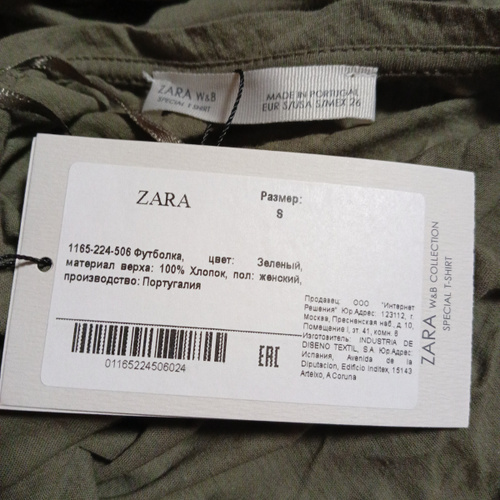 ZARA W&B
SPECIAL T-SHIRT
MADE IN PORTUGAL
EUR S/USA S/MEX 26
ZARA
Размер:
S
1165-224-506 Футболка, цвет: Зеленый,
материал верха: 100% Хлопок, пол: женский,
производство: Португалия
Продавец: ООО "Интернет
Решения" Юр.Адрес: 123112, г.
Москва, Пресненская наб., д.10,
Помещение I, эт. 41, комн. 6
Изготовитель: INDUSTRIA DE
DISENO TEXTIL, S.A. Юр.Адрес:
Испания, Avenida de la
Diputacion, Edificio Inditex, 15143
Arteixo, A Coruna
01165224506024
EAC
ZARA W&B COLLECTION
SPECIAL T-SHIRT